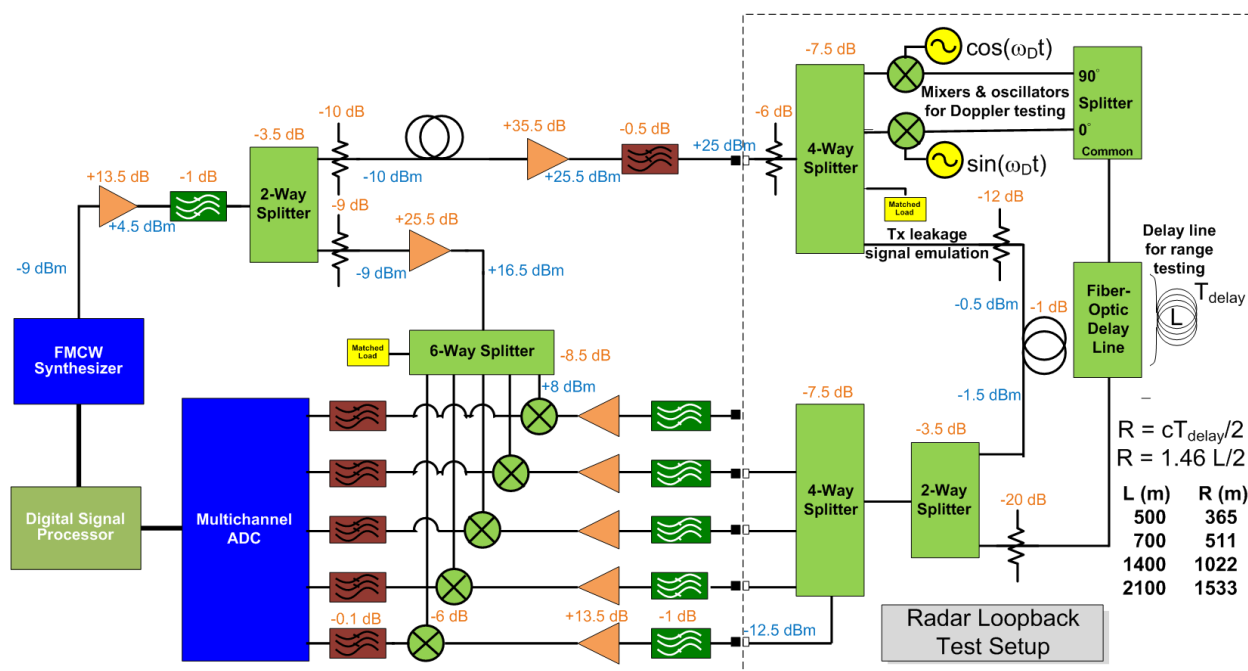 -7.5 dB
cos(ωDt)
90°
Splitter
0°
Common
Mixers & oscillators
for Doppler testing
-6 dB
4-Way
Splitter
sin(ωDt)
Matched
Load
-12 dB
Tx leakage
signal emulation
-10 dB
-3.5 dB
+35.5 dB
-0.5 dB
+25 dBm
+13.5 dB
-1 dB
2-Way
Splitter
-10 dBm
+25.5 dBm
+4.5 dBm
-9 dB
+25.5 dB
-9 dBm
-9 dBm
+16.5 dBm
Delay line
for range
testing
Tdelay
L
Fiber-
Optic
Delay
Line
-0.5 dBm
-1 dB
-1.5 dBm
FMCW
Synthesizer
Matched
Load
6-Way Splitter
-8.5 dB
+8 dBm
-7.5 dB
-3.5 dB
4-Way
Splitter
2-Way
Splitter
-20 dB
R = cTdelay/2
R = 1.46 L/2
L (m) R (m)
500 365
700 511
1400 1022
2100 1533
Digital Signal
Processor
Multichannel
ADC
-0.1 dB
-6 dB
+13.5 dB
-1 dB
-12.5 dBm
Radar Loopback
Test Setup